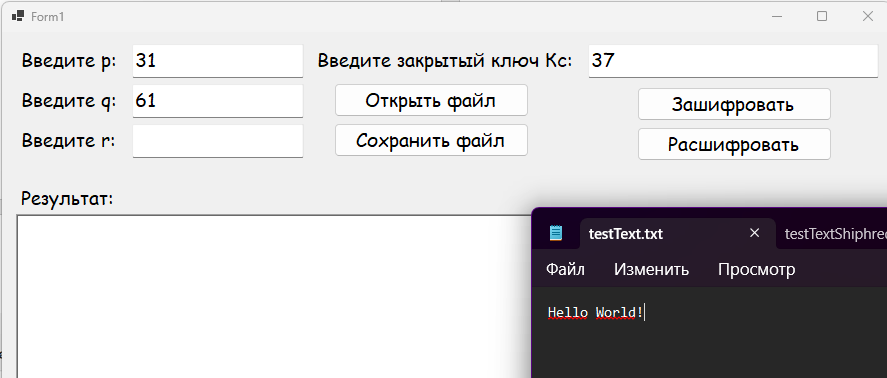 Form1
Введите p: 31
Введите закрытый ключ Kc: 37
Введите q: 61
Открыть файл
Зашифровать
Введите r:
Сохранить файл
Расшифровать
Результат:
testText.txt
testTextShiphre
Файл Изменить Просмотр
Hello World!